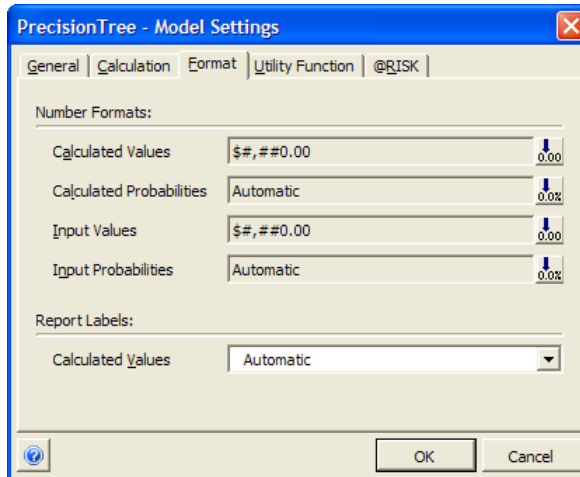 PrecisionTree - Model Settings
General Calculation Format Utility Function @RISK
Number Formats:
Calculated Values $#,##0.00 0.00
Calculated Probabilities Automatic 0.0%
Input Values $#,##0.00 0.00
Input Probabilities Automatic 0.0%
Report Labels:
Calculated Values Automatic
OK Cancel